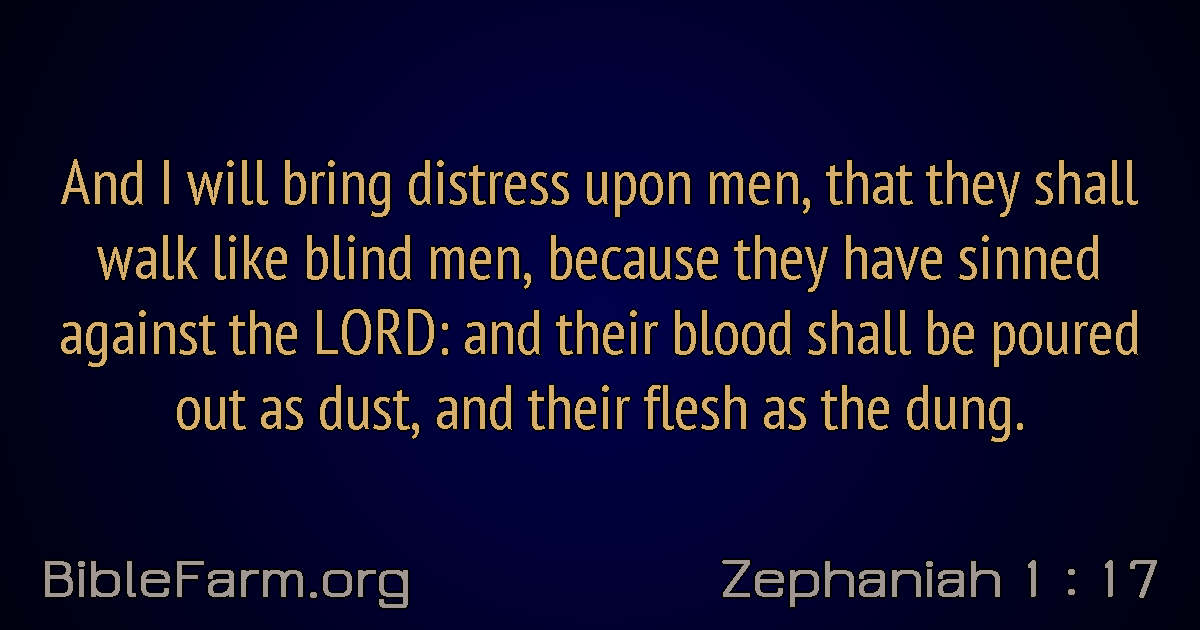 And I will bring distress upon men, that they shall
walk like blind men, because they have sinned
against the LORD: and their blood shall be poured
out as dust, and their flesh as the dung.
BibleFarm.org
Zephaniah 1 : 17